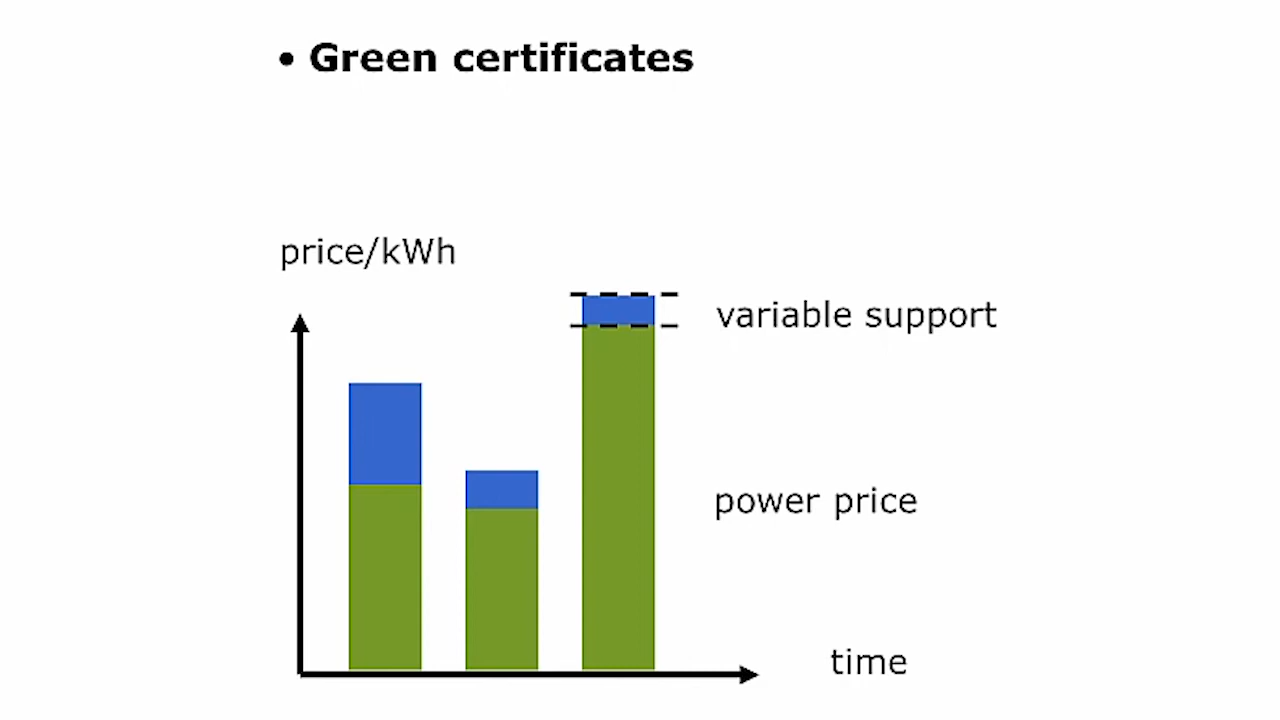 • Green certificates
price/kWh
variable support
power price
time